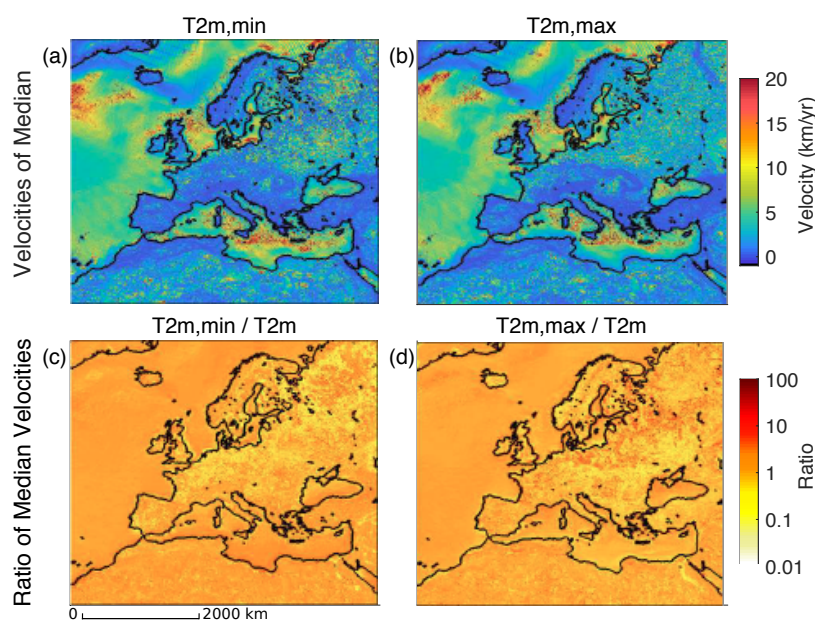 T2m,min
T2m,max
(a)
(b)
Velocities of Median
20
15
10
5
0
Velocity (km/yr)
T2m,min / T2m
T2m,max / T2m
(c)
(d)
Ratio of Median Velocities
100
10
1
0.1
0.01
Ratio
0
2000 km